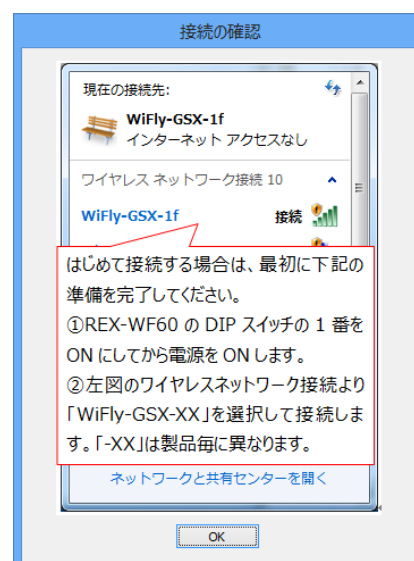 接続の確認
現在の接続先:
WiFly-GSX-1f
インターネット アクセスなし
ワイヤレス ネットワーク接続 10
WiFly-GSX-1f 接続
はじめて接続する場合は、最初に下記の
準備を完了してください。
①REX-WF60 の DIP スイッチの 1 番を
ON にしてから電源を ON します。
②左図のワイヤレスネットワーク接続より
「WiFly-GSX-XX」を選択して接続しま
す。「-XX」は製品毎に異なります。
ネットワークと共有センターを開く
OK